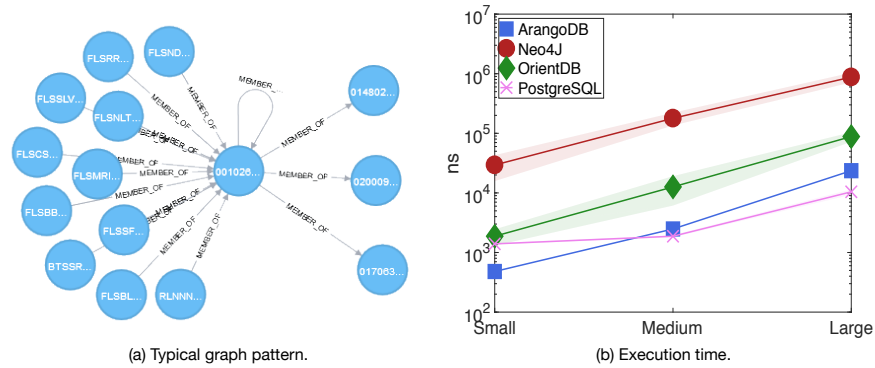 FLSND...
FLSRR...
FLSSLV...
FLSNLT...
FLSCS...
FLSMRI...
FLSBB...
FLSSF...
BTSSR...
FLSBL...
RLNNN...
001026...
014802...
020009...
017063...
MEMBER_
MEMBER_OF
MEMBER_OF
MEMBER_OF
MEMBER_OF
MEMBER_OF
MEMBER_OF
MEMBER_OF
MEMBER_OF
MEMBER_OF
MEMBER_OF
MEMBER_OF
(a) Typical graph pattern.
ArangoDB
Neo4J
OrientDB
PostgreSQL
10^7
10^6
10^5
10^4
10^3
10^2
ns
Small
Medium
Large
(b) Execution time.